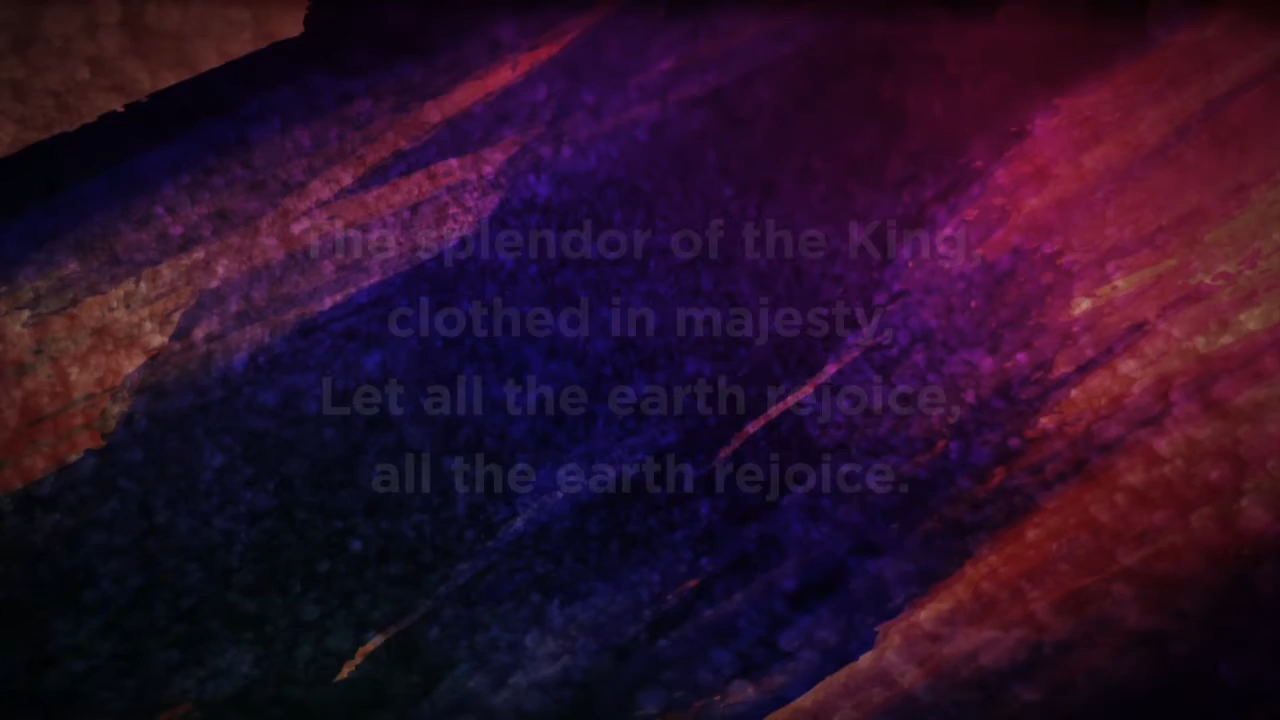 The splendor of the King,
clothed in majesty,
Let all the earth rejoice,
all the earth rejoice.